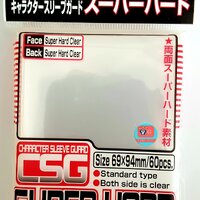 キャラクタースリーブガード スーパーハード
Face Super Hard Clear
Back Super Hard Clear
★両面スーパーハード素材
CHARACTER SLEEVE GUARD
CSG
Size 69×94mm/60pcs.
• Standard type
• Both side is clear
SUPER HARD